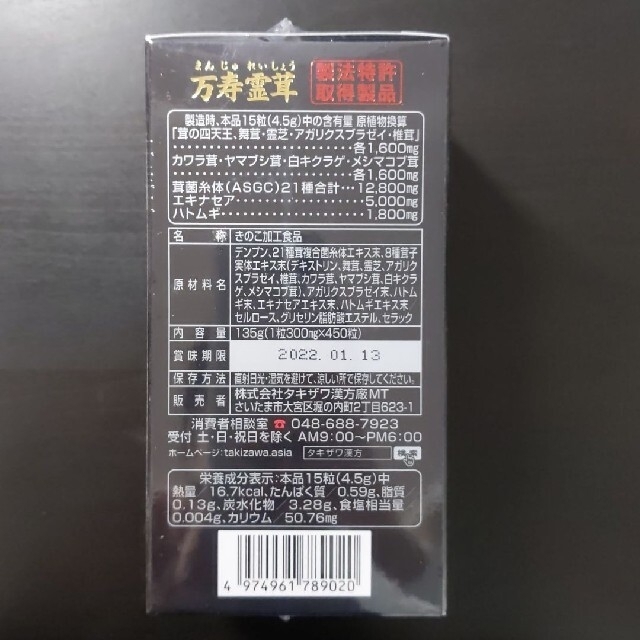 まんじゅれいしょう
万寿霊茸
製法特許
取得製品
製造時、本品15粒(4.5g)中の含有量 原植物換算
「茸の四天王、舞茸・霊芝・アガリクスブラゼイ・椎茸」
各1,600mg
カワラ茸・ヤマブシ茸・白キクラゲ・メシマコブ茸
各1,600mg
茸菌糸体(ASGC)21種合計…12,800mg
エキナセア 5,000mg
ハトムギ 1,800mg
名 称 きのこ加工食品
原材料名
デンプン、21種茸複合菌糸体エキス末、8種茸子
実体エキス末(デキストリン、舞茸、霊芝、アガリク
スブラゼイ、椎茸、カワラ茸、ヤマブシ茸、白キクラ
ゲ、メシマコブ茸)、アガリクスブラゼイ末、ハトム
ギ末、エキナセアエキス末、ハトムギエキス末
セルロース、グリセリン脂肪酸エステル、セラック
内容量 135g(1粒300mg×450粒)
賞味期限 2022.01.13
保存方法 直射日光・湿気を避けて、涼しい所で保存してください。
販売者 株式会社タキザワ漢方廠MT
さいたま市大宮区堀の内町2丁目623-1
消費者相談室☎048-688-7923
受付 土・日・祝日を除く AM9:00~PM6:00
ホームページ:takizawa.asia タキザワ漢方 検索
栄養成分表示:本品15粒(4.5g)中
熱量 16.7kcal、たんぱく質 0.59g、脂質
0.13g、炭水化物 3.28g、食塩相当量
0.004g、カリウム 50.76mg
4 974961 789020